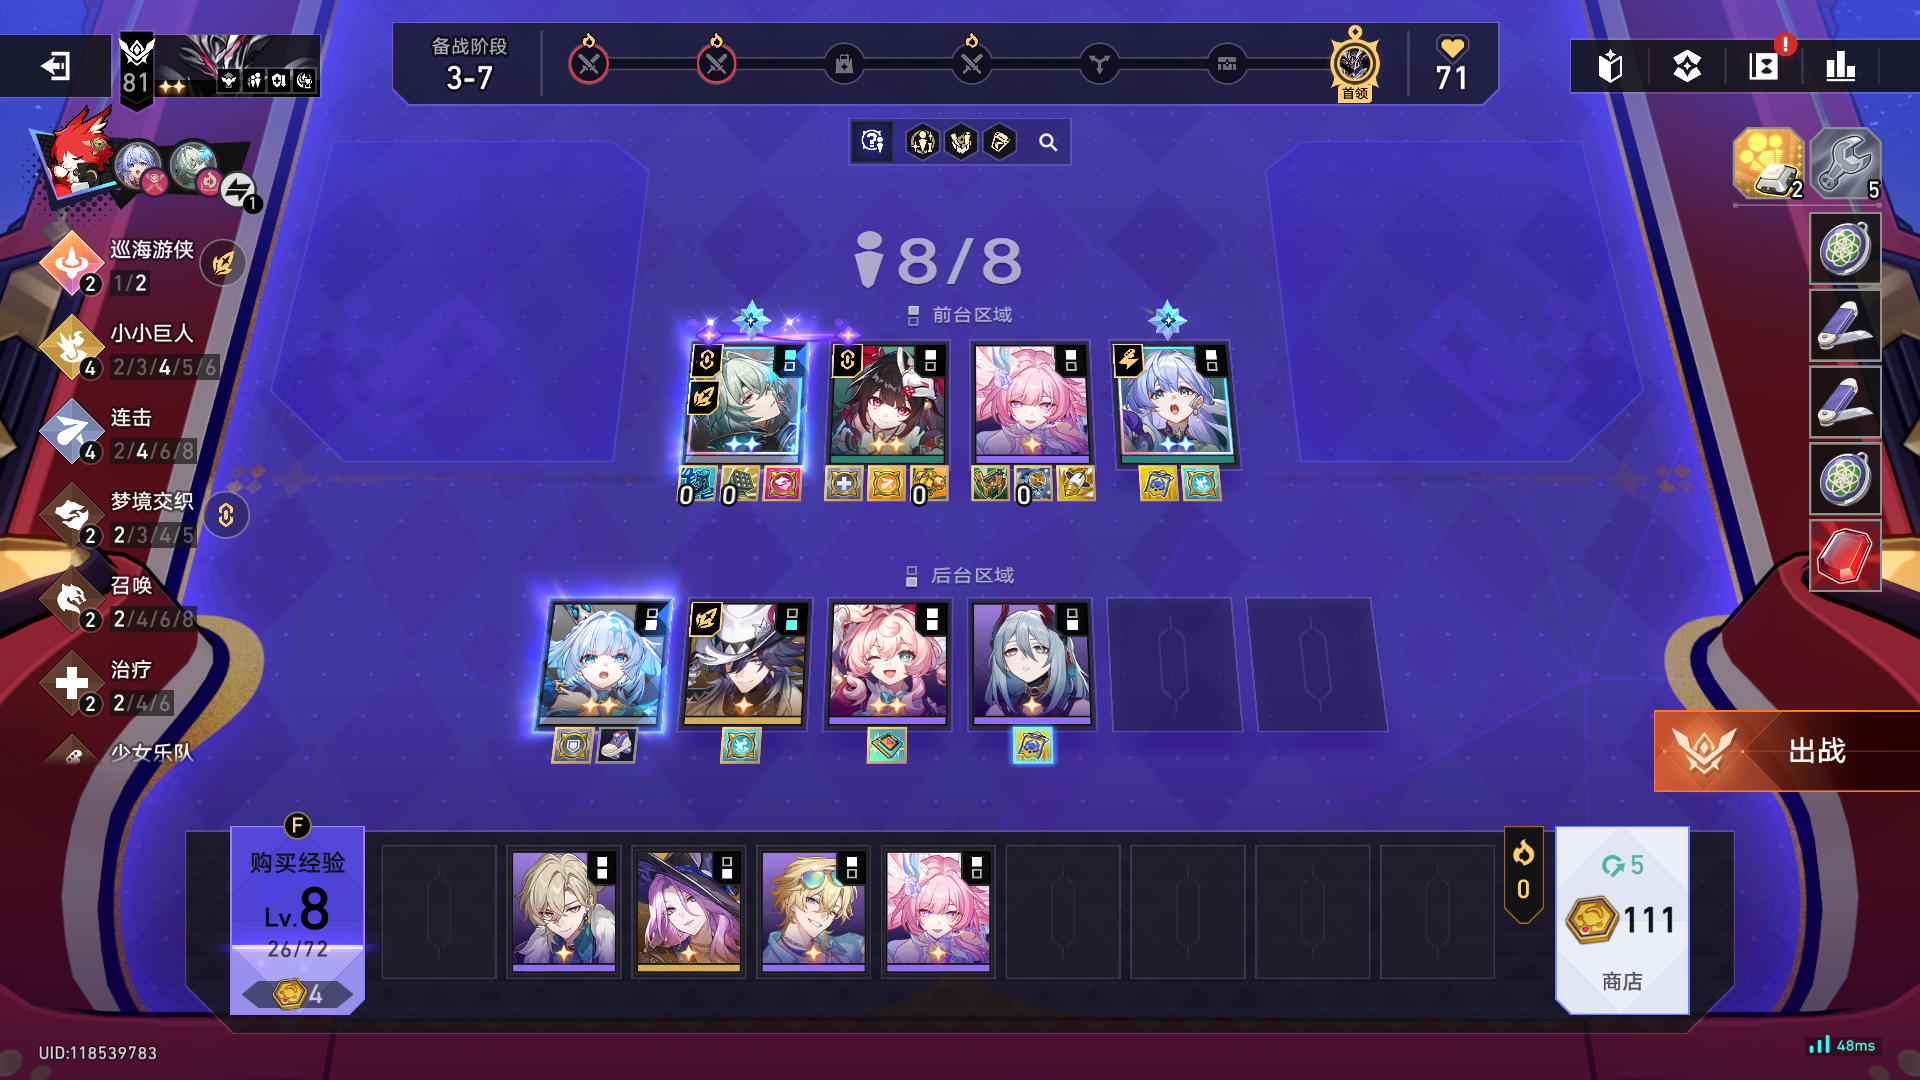 81
备战阶段
3-7
首领
71
!
1
2
5
巡海游侠
2
1/2
小小巨人
4
2/3/4/5/6
连击
4
2/4/6/8
梦境交织
2
2/3/4/5
召唤
2
2/4/6/8
治疗
2
2/4/6
少女乐队
8/8
前台区域
0
0
0
0
后台区域
出战
F
购买经验
Lv.8
26/72
4
0
5
111
商店
UID:118539783
48ms